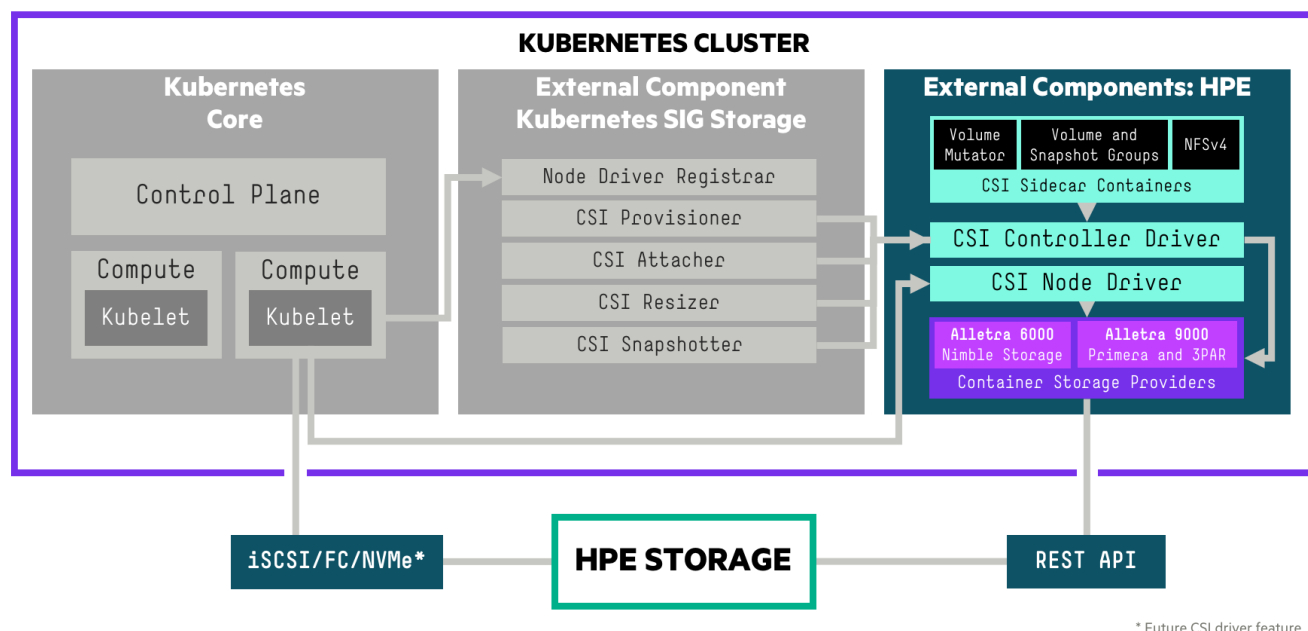 KUBERNETES CLUSTER
Kubernetes
Core
Control Plane
Compute
Kubelet
Compute
Kubelet
External Component
Kubernetes SIG Storage
Node Driver Registrar
CSI Provisioner
CSI Attacher
CSI Resizer
CSI Snapshotter
External Components: HPE
Volume
Mutator
Volume and
Snapshot Groups
NFSv4
CSI Sidecar Containers
CSI Controller Driver
CSI Node Driver
Alletra 6000
Nimble Storage
Alletra 9000
Primera and 3PAR
Container Storage Providers
iSCSI/FC/NVMe*
HPE STORAGE
REST API
* Future CSI driver feature